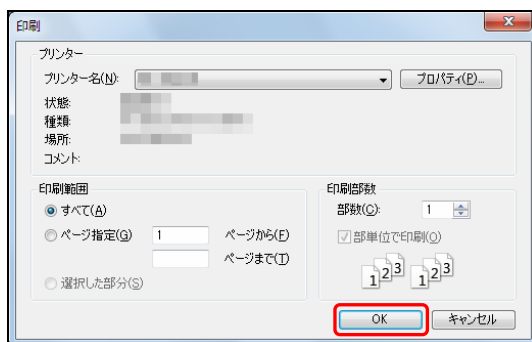 印刷
プリンター
プリンター名(N):
プロパティ(P)...
状態:
種類:
場所:
コメント:
印刷範囲
すべて(A)
ページ指定(G) 1 ページから(F)
ページまで(T)
選択した部分(S)
印刷部数
部数(C): 1
部単位で印刷(O)
1 2 3 1 2 3
OK キャンセル